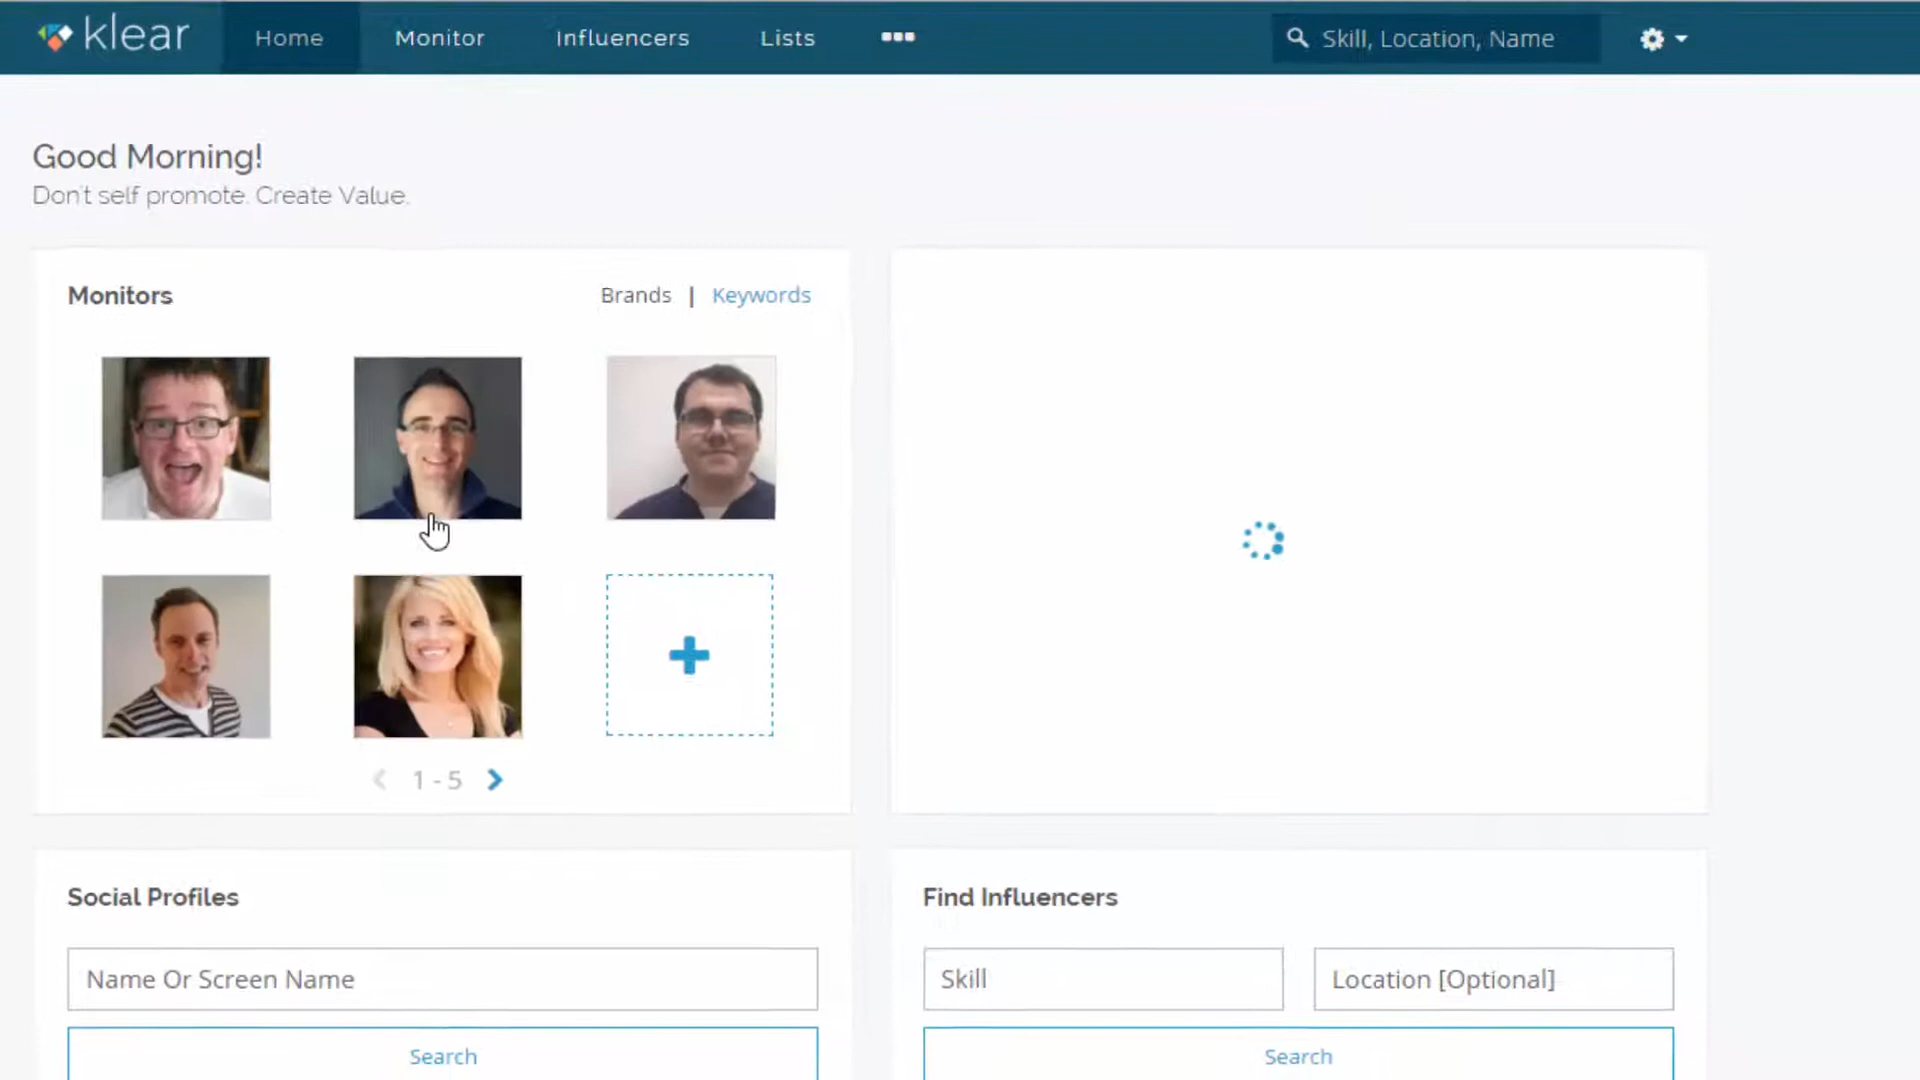 klear
Home
Monitor
Influencers
Lists
Skill, Location, Name
Good Morning!
Don't self promote. Create Value.
Monitors
Brands | Keywords
1 - 5
Social Profiles
Name Or Screen Name
Search
Find Influencers
Skill
Location [Optional]
Search